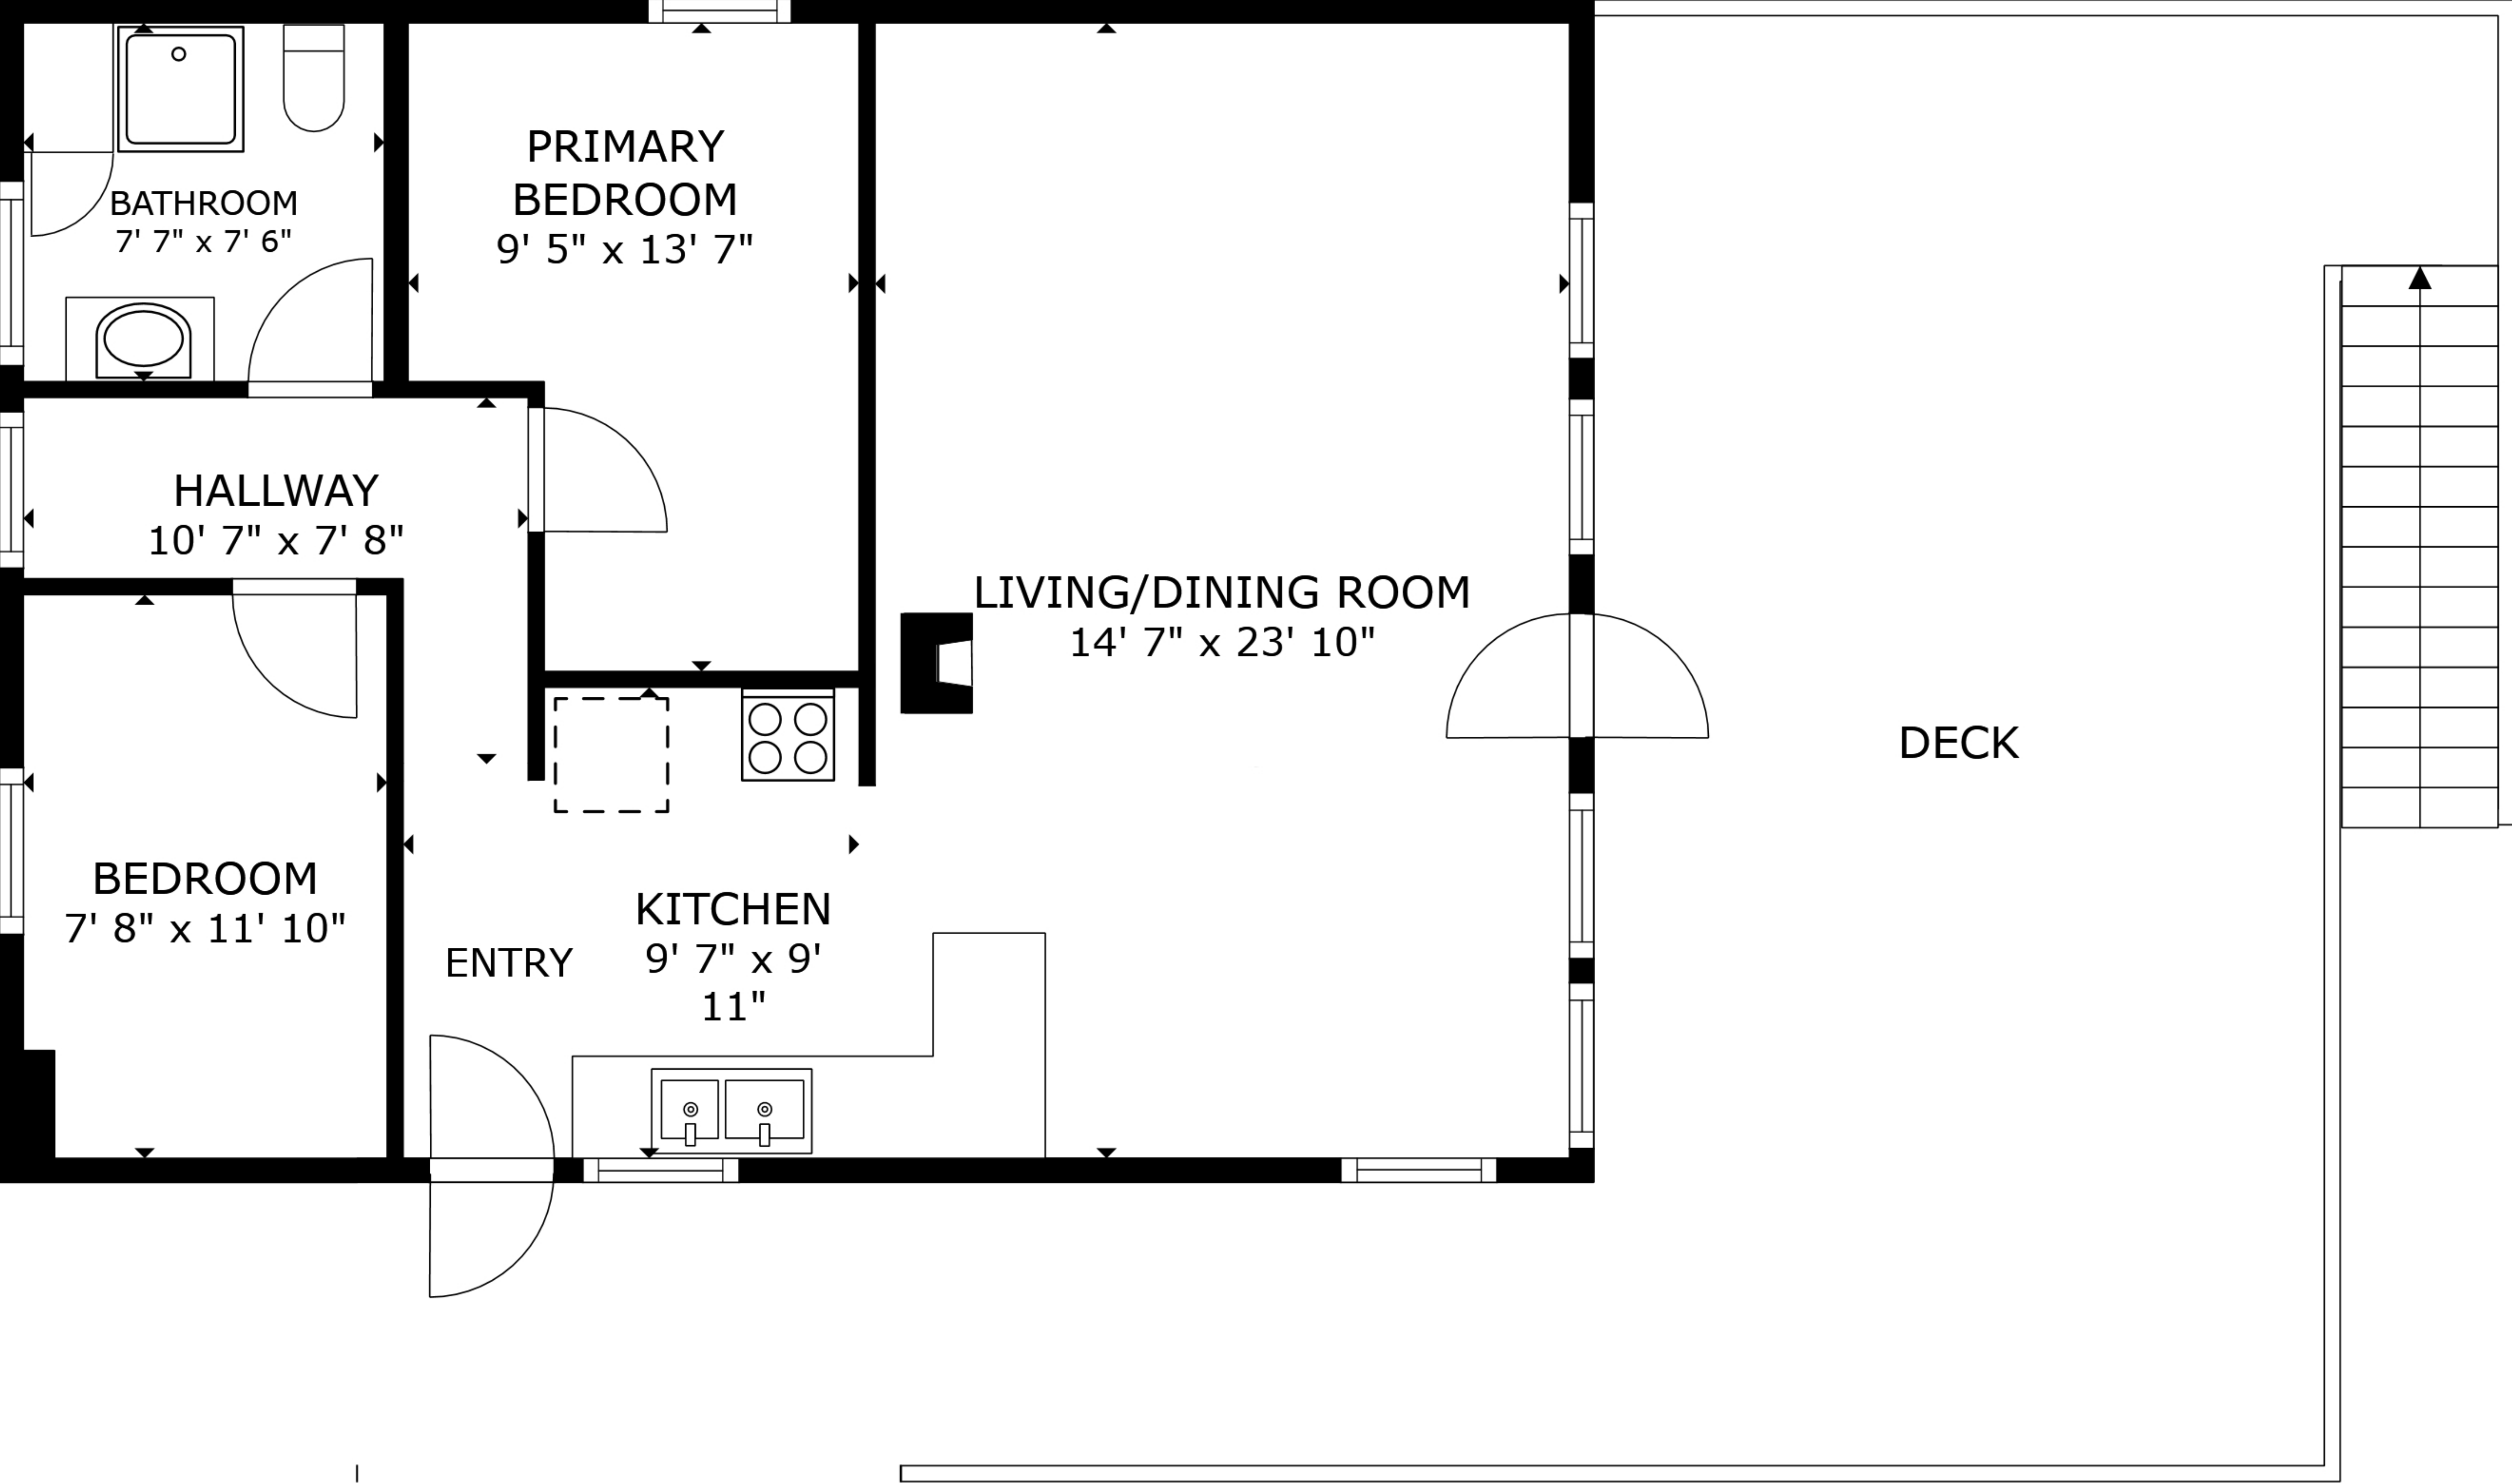 PRIMARY
BEDROOM
9' 5" x 13' 7"
BATHROOM
7' 7" x 7' 6"
HALLWAY
10' 7" x 7' 8"
LIVING/DINING ROOM
14' 7" x 23' 10"
DECK
BEDROOM
7' 8" x 11' 10"
KITCHEN
9' 7" x 9'
11"
ENTRY